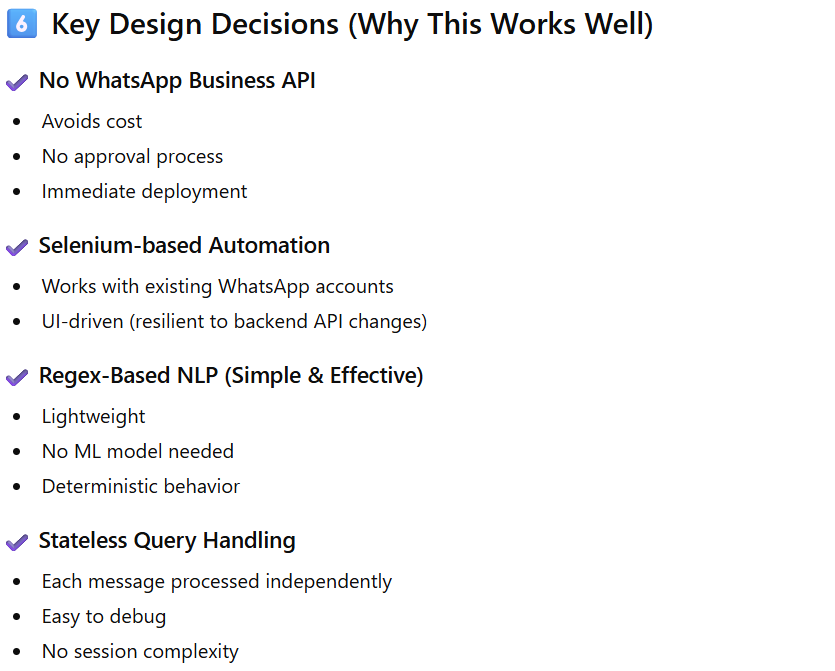 6 Key Design Decisions (Why This Works Well)
✔ No WhatsApp Business API
• Avoids cost
• No approval process
• Immediate deployment
✔ Selenium-based Automation
• Works with existing WhatsApp accounts
• UI-driven (resilient to backend API changes)
✔ Regex-Based NLP (Simple & Effective)
• Lightweight
• No ML model needed
• Deterministic behavior
✔ Stateless Query Handling
• Each message processed independently
• Easy to debug
• No session complexity